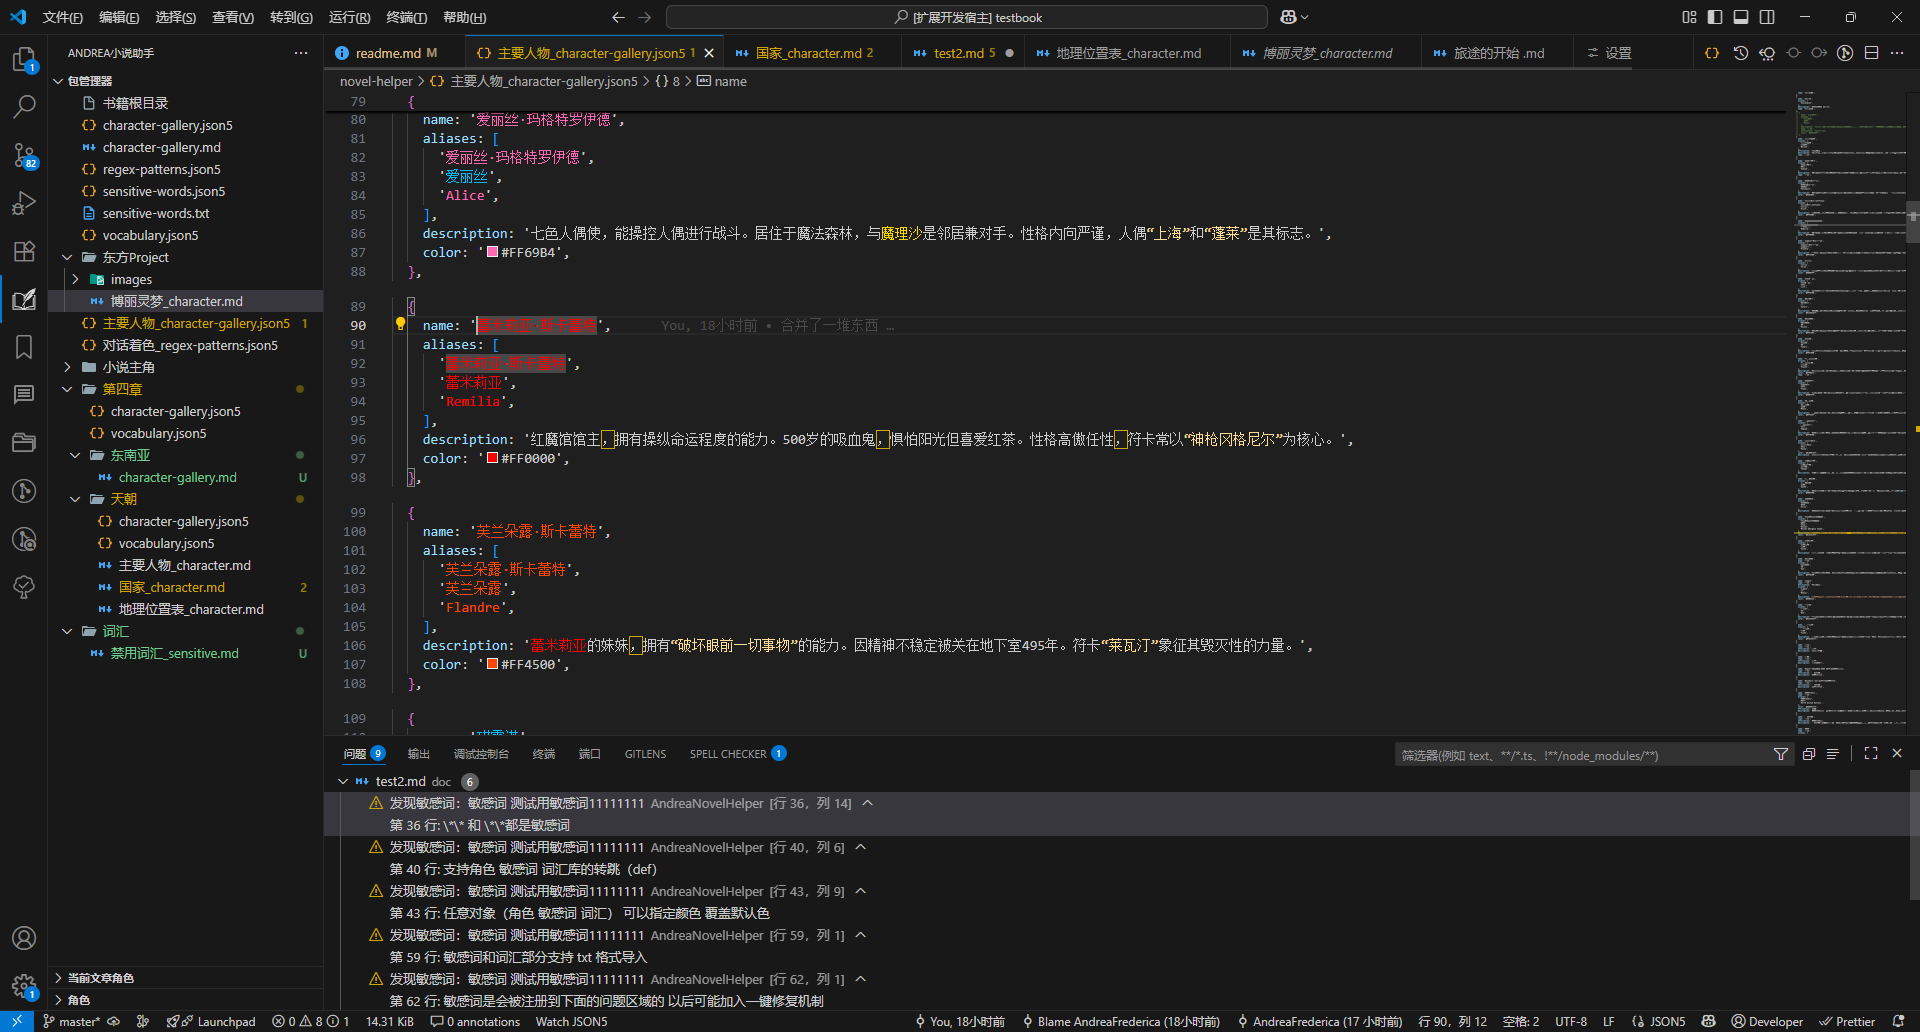 文件(F) 编辑(E) 选择(S) 查看(V) 转到(G) 运行(R) 终端(T) 帮助(H) [扩展开发宿主] testbook
ANDREA小说助手
包管理器
书籍根目录
character-gallery.json5
character-gallery.md
regex-patterns.json5
sensitive-words.json5
sensitive-words.txt
vocabulary.json5
东方Project
images
博丽灵梦_character.md
主要人物_character-gallery.json5 1
对话着色_regex-patterns.json5
小说主角
第四章
character-gallery.json5
vocabulary.json5
东南亚
character-gallery.md U
天朝
character-gallery.json5
vocabulary.json5
主要人物_character.md
国家_character.md 2
地理位置表_character.md
词汇
禁用词汇_sensitive.md U
当前文章角色
角色
1
82
1
readme.md M 主要人物_character-gallery.json5 1 国家_character.md 2 test2.md 5 地理位置表_character.md 博丽灵梦_character.md 旅途的开始 .md 设置
novel-helper > {} 主要人物_character-gallery.json5 > {} 8 > abc name
79 {
80 name: '爱丽丝·玛格特罗伊德',
81 aliases: [
82 '爱丽丝·玛格特罗伊德',
83 '爱丽丝',
84 'Alice',
85 ],
86 description: '七色人偶使，能操控人偶进行战斗。居住于魔法森林，与魔理沙是邻居兼对手。性格内向严谨，人偶“上海”和“蓬莱”是其标志。',
87 color: '#FF69B4',
88 },
89 {
90 name: '', You, 18小时前 • 合并了一堆东西 …
91 aliases: [
92 '',
93 '蕾米莉亚',
94 'Remilia',
95 ],
96 description: '红魔馆馆主，拥有操纵命运程度的能力。500岁的吸血鬼，惧怕阳光但喜爱红茶。性格高傲任性，符卡常以“神枪冈格尼尔”为核心。',
97 color: '#FF0000',
98 },
99 {
100 name: '芙兰朵露·斯卡蕾特',
101 aliases: [
102 '芙兰朵露·斯卡蕾特',
103 '芙兰朵露',
104 'Flandre',
105 ],
106 description: '蕾米莉亚的妹妹，拥有“破坏眼前一切事物”的能力。因精神不稳定被关在地下室495年。符卡“莱瓦汀”象征其毁灭性的力量。',
107 color: '#FF4500',
108 },
109 {
问题 9 输出 调试控制台 终端 端口 GITLENS SPELL CHECKER 1 筛选器(例如 text、**/*.ts、!**/node_modules/**)
test2.md doc 6
发现敏感词：敏感词 测试用敏感词11111111 AndreaNovelHelper [行 36，列 14]
第 36 行: \*\* 和 \*\*都是敏感词
发现敏感词：敏感词 测试用敏感词11111111 AndreaNovelHelper [行 40，列 6]
第 40 行: 支持角色 敏感词 词汇库的转跳（def）
发现敏感词：敏感词 测试用敏感词11111111 AndreaNovelHelper [行 43，列 9]
第 43 行: 任意对象（角色 敏感词 词汇） 可以指定颜色 覆盖默认色
发现敏感词：敏感词 测试用敏感词11111111 AndreaNovelHelper [行 59，列 1]
第 59 行: 敏感词和词汇部分支持 txt 格式导入
发现敏感词：敏感词 测试用敏感词11111111 AndreaNovelHelper [行 62，列 1]
第 62 行: 敏感词是会被注册到下面的问题区域的 以后可能加入一键修复机制
master* Launchpad 0 8 1 14.31 KiB 0 annotations Watch JSON5 You, 18小时前 Blame AndreaFrederica (18小时前) AndreaFrederica (17 小时前) 行 90，列 12 空格: 2 UTF-8 LF {} JSON5 Developer Prettier